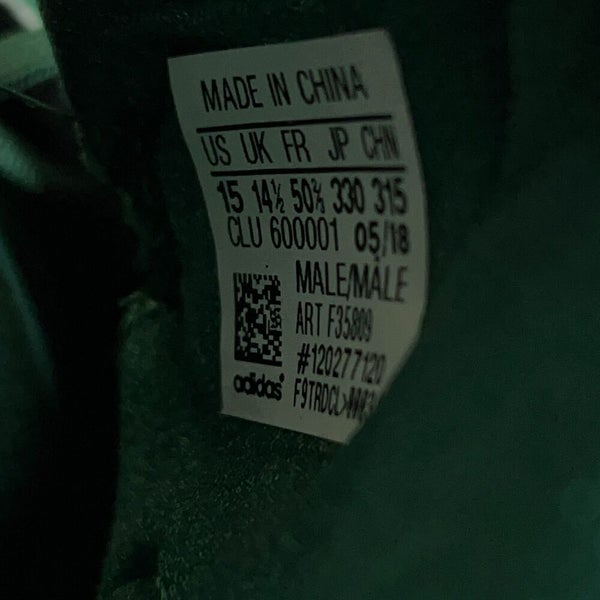 MADE IN CHINA
US UK FR JP CHN
15 14½ 50⅔ 330 315
CLU 600001 05/18
MALE/MÂLE
ART F35809
#120277120
adidas®